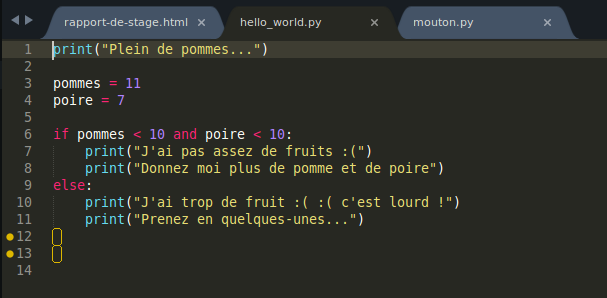 rapport-de-stage.html × hello_world.py × mouton.py ×
1 print("Plein de pommes...")
2
3 pommes = 11
4 poire = 7
5
6 if pommes < 10 and poire < 10:
7     print("J'ai pas assez de fruits :(")
8     print("Donnez moi plus de pomme et de poire")
9 else:
10     print("J'ai trop de fruit :( :( c'est lourd !")
11     print("Prenez en quelques-unes...")
12
13
14